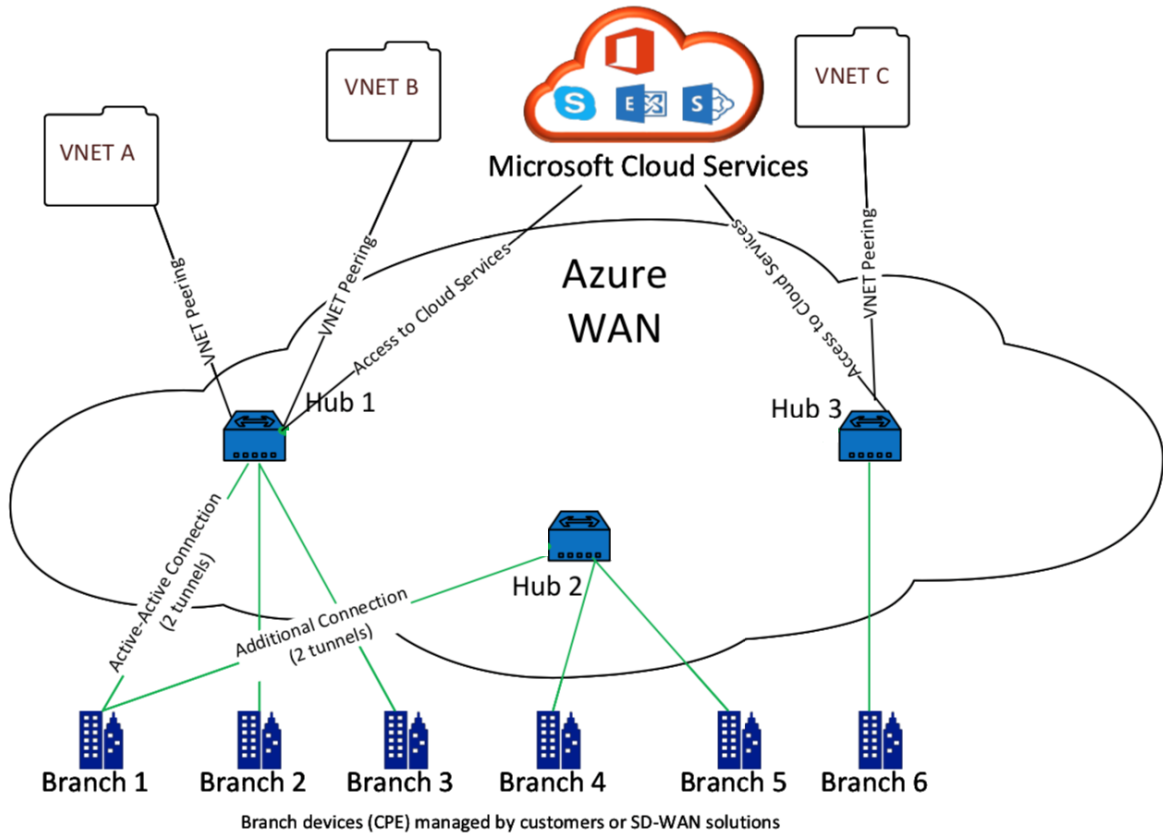 VNET A
VNET B
VNET C
S
E
S
Microsoft Cloud Services
VNET Peering
VNET Peering
Access to Cloud Services
Access to Cloud Services
VNET Peering
Azure
WAN
Hub 1
Hub 3
Hub 2
Active-Active Connection
(2 tunnels)
Additional Connection
(2 tunnels)
Branch 1
Branch 2
Branch 3
Branch 4
Branch 5
Branch 6
Branch devices (CPE) managed by customers or SD-WAN solutions